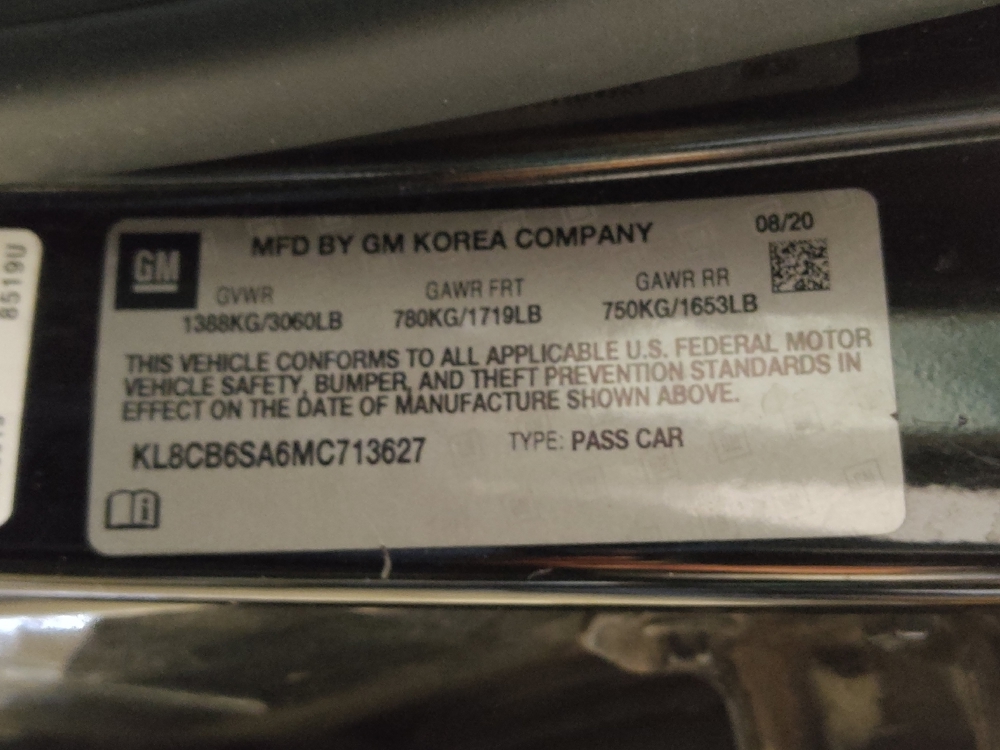 8519U
GM
MFD BY GM KOREA COMPANY
08/20
GVWR GAWR FRT GAWR RR
1388KG/3060LB 780KG/1719LB 750KG/1653LB
THIS VEHICLE CONFORMS TO ALL APPLICABLE U.S. FEDERAL MOTOR
VEHICLE SAFETY, BUMPER, AND THEFT PREVENTION STANDARDS IN
EFFECT ON THE DATE OF MANUFACTURE SHOWN ABOVE.
KL8CB6SA6MC713627 TYPE: PASS CAR